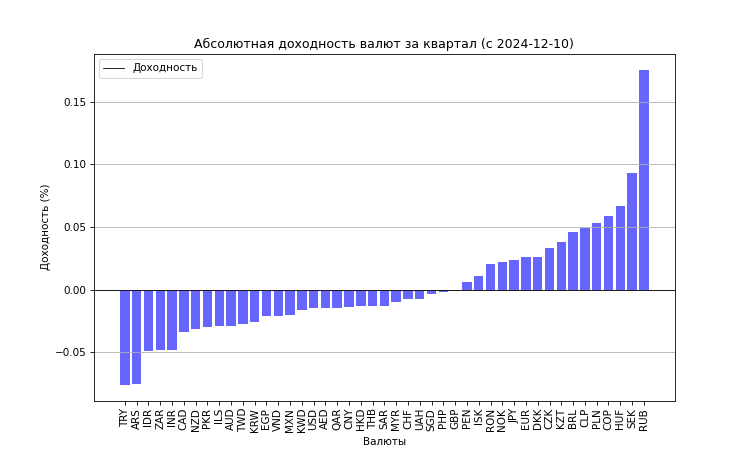 Абсолютная доходность валют за квартал (с 2024-12-10)
Доходность
Доходность (%)
0.15
0.10
0.05
0.00
−0.05
TRY ARS IDR ZAR INR CAD NZD PKR ILS AUD TWD KRW EGP VND MXN KWD USD AED QAR CNY HKD THB SAR MYR CHF UAH SGD PHP GBP PEN ISK RON NOK JPY EUR DKK CZK KZT BRL CLP PLN COP HUF SEK RUB
Валюты